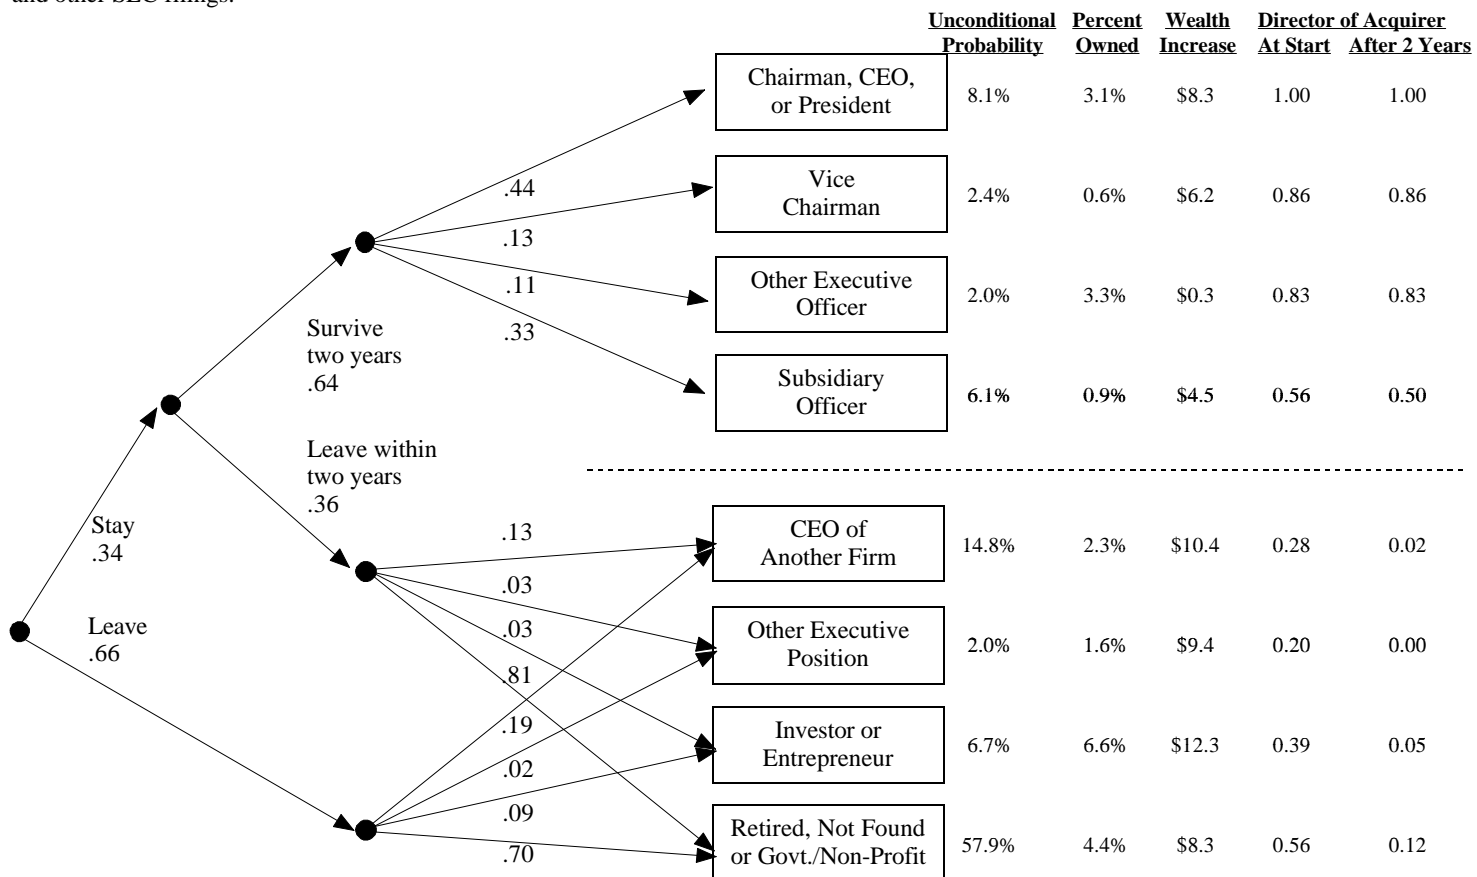 and other SEC filings.
Unconditional Percent Wealth Director of Acquirer
Probability Owned Increase At Start After 2 Years
Chairman, CEO,
or President
8.1% 3.1% $8.3 1.00 1.00
.44
Vice
Chairman
2.4% 0.6% $6.2 0.86 0.86
.13
.11
Other Executive
Officer
2.0% 3.3% $0.3 0.83 0.83
.33
Survive
two years
.64
Subsidiary
Officer
6.1% 0.9% $4.5 0.56 0.50
Leave within
two years
.36
Stay
.34
.13
CEO of
Another Firm
14.8% 2.3% $10.4 0.28 0.02
.03
.03
Leave
.66
Other Executive
Position
2.0% 1.6% $9.4 0.20 0.00
.81
.19
Investor or
Entrepreneur
6.7% 6.6% $12.3 0.39 0.05
.02
.09
Retired, Not Found
or Govt./Non-Profit
57.9% 4.4% $8.3 0.56 0.12
.70